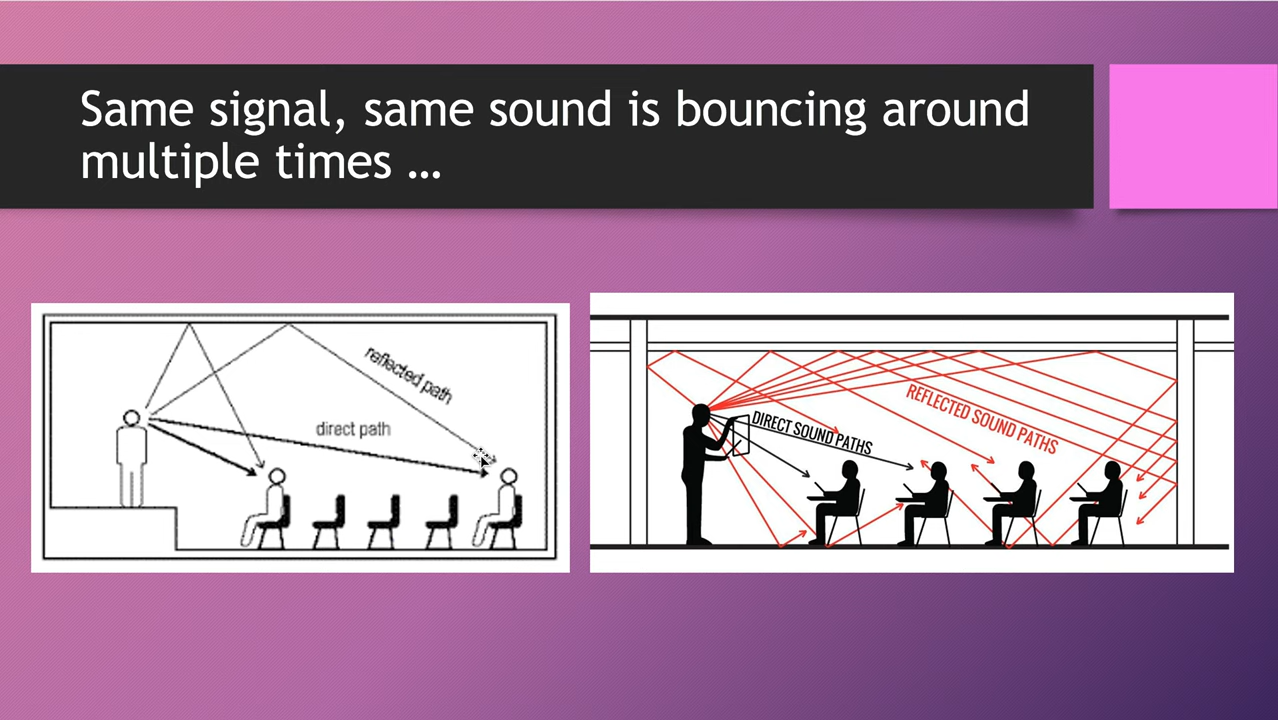 Same signal, same sound is bouncing around
multiple times …
reflected path
direct path
DIRECT SOUND PATHS
REFLECTED SOUND PATHS